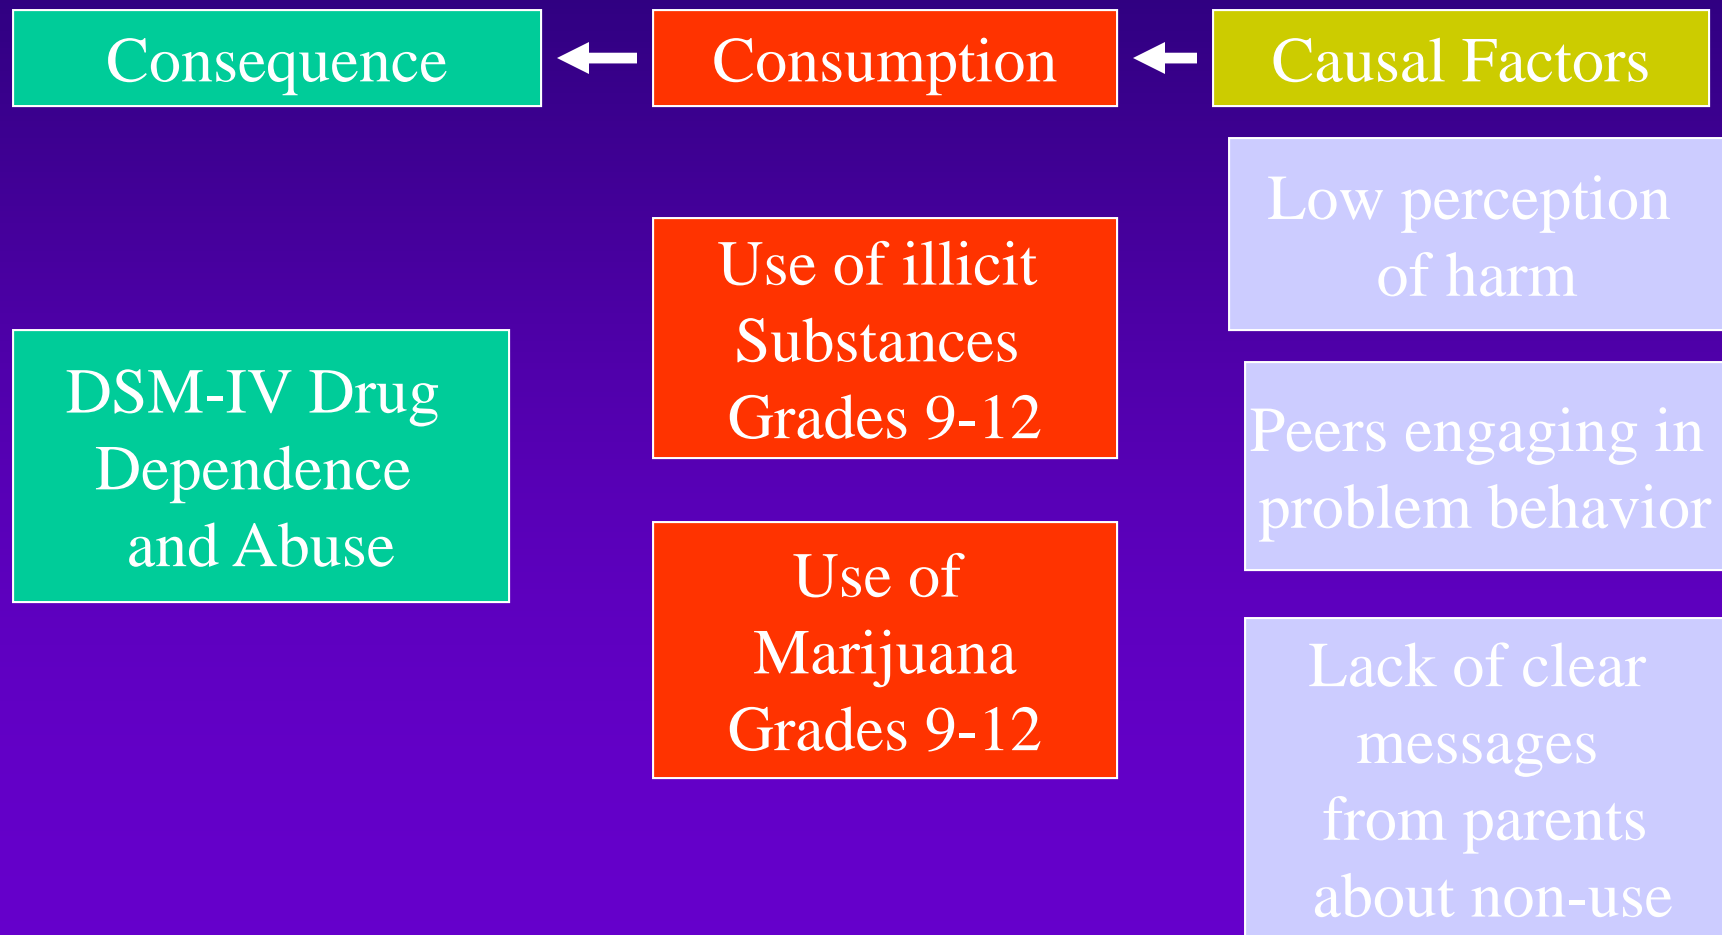 Consequence
Consumption
Causal Factors
DSM-IV Drug
Dependence
and Abuse
Use of illicit
Substances
Grades 9-12
Use of
Marijuana
Grades 9-12
Low perception
of harm
Peers engaging in
problem behavior
Lack of clear
messages
from parents
about non-use